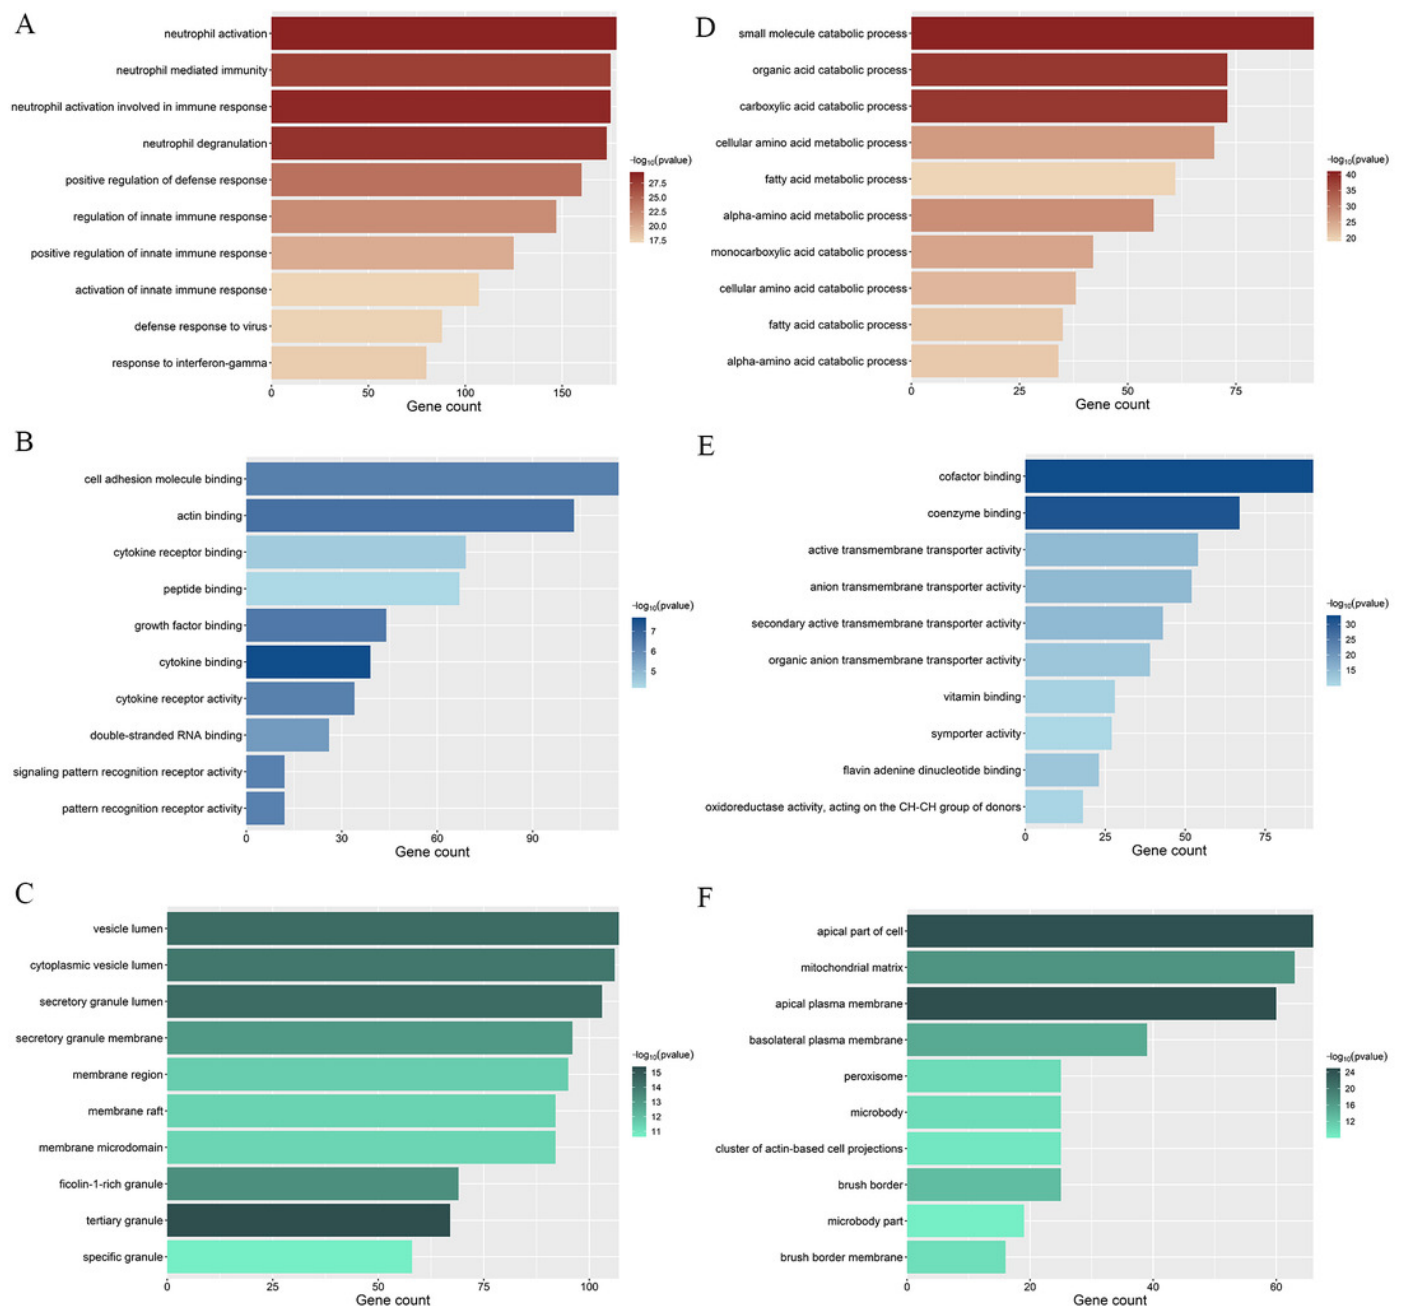 A
neutrophil activation
neutrophil mediated immunity
neutrophil activation involved in immune response
neutrophil degranulation
positive regulation of defense response
regulation of innate immune response
positive regulation of innate immune response
activation of innate immune response
defense response to virus
response to interferon-gamma
0 50 100 150
Gene count
-log10(pvalue)
27.5
25.0
22.5
20.0
17.5
D
small molecule catabolic process
organic acid catabolic process
carboxylic acid catabolic process
cellular amino acid metabolic process
fatty acid metabolic process
alpha-amino acid metabolic process
monocarboxylic acid catabolic process
cellular amino acid catabolic process
fatty acid catabolic process
alpha-amino acid catabolic process
0 25 50 75
Gene count
-log10(pvalue)
40
35
30
25
20
B
cell adhesion molecule binding
actin binding
cytokine receptor binding
peptide binding
growth factor binding
cytokine binding
cytokine receptor activity
double-stranded RNA binding
signaling pattern recognition receptor activity
pattern recognition receptor activity
0 30 60 90
Gene count
-log10(pvalue)
7
6
5
E
cofactor binding
coenzyme binding
active transmembrane transporter activity
anion transmembrane transporter activity
secondary active transmembrane transporter activity
organic anion transmembrane transporter activity
vitamin binding
symporter activity
flavin adenine dinucleotide binding
oxidoreductase activity, acting on the CH-CH group of donors
0 25 50 75
Gene count
-log10(pvalue)
30
25
20
15
C
vesicle lumen
cytoplasmic vesicle lumen
secretory granule lumen
secretory granule membrane
membrane region
membrane raft
membrane microdomain
ficolin-1-rich granule
tertiary granule
specific granule
0 25 50 75 100
Gene count
-log10(pvalue)
15
14
13
12
11
F
apical part of cell
mitochondrial matrix
apical plasma membrane
basolateral plasma membrane
peroxisome
microbody
cluster of actin-based cell projections
brush border
microbody part
brush border membrane
0 20 40 60
Gene count
-log10(pvalue)
24
20
16
12